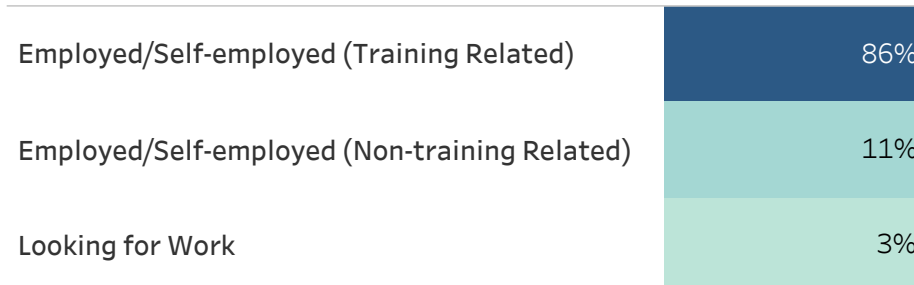 Employed/Self-employed (Training Related) 86%
Employed/Self-employed (Non-training Related) 11%
Looking for Work 3%